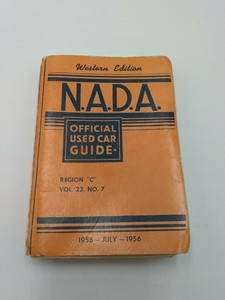 Western Edition
N.A.D.A.
OFFICIAL
USED CAR
GUIDE-
REGION "C"
VOL. 23, NO. 7
1956 - JULY - 1956